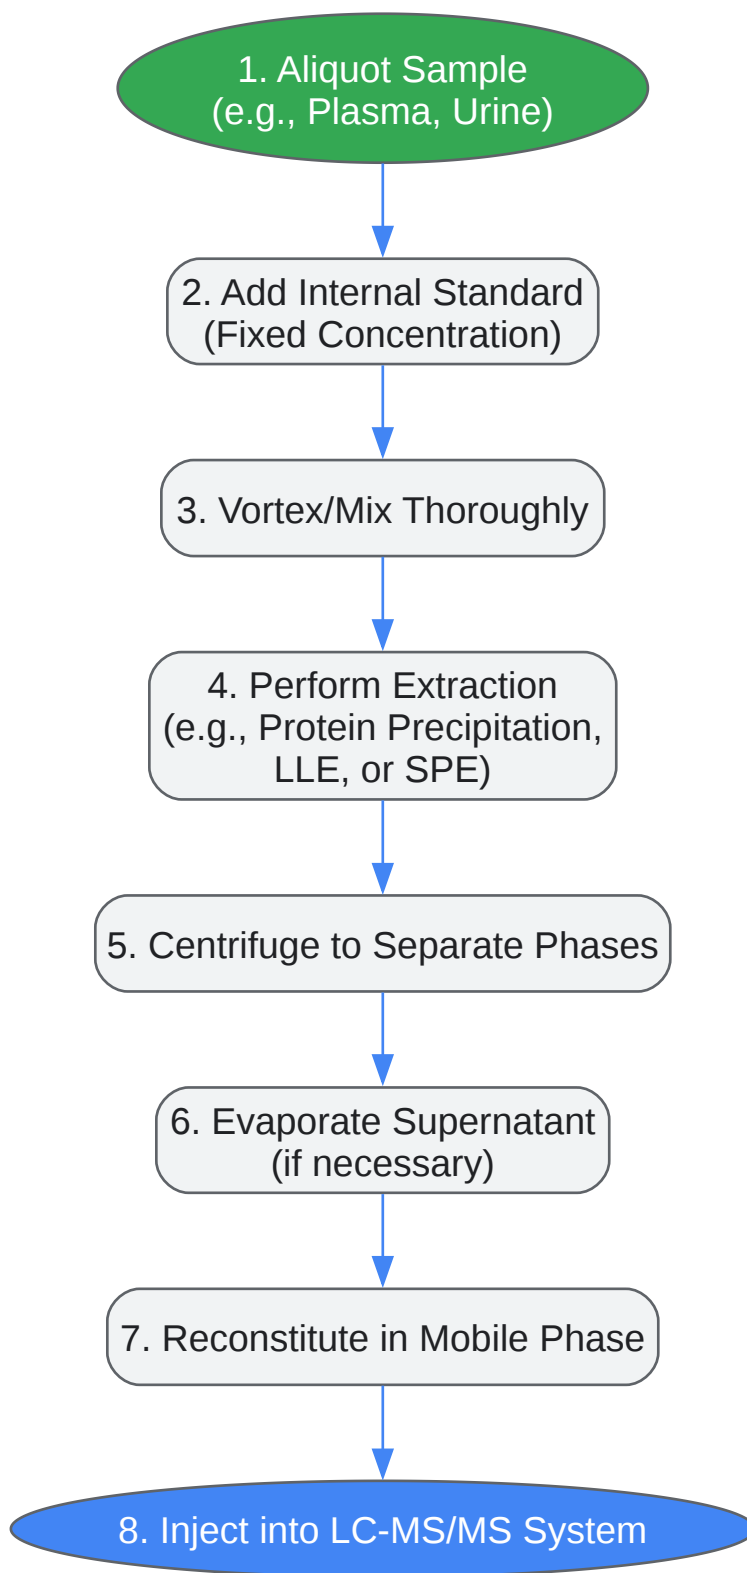 1. Aliquot Sample
(e.g., Plasma, Urine)
2. Add Internal Standard
(Fixed Concentration)
3. Vortex/Mix Thoroughly
4. Perform Extraction
(e.g., Protein Precipitation,
LLE, or SPE)
5. Centrifuge to Separate Phases
6. Evaporate Supernatant
(if necessary)
7. Reconstitute in Mobile Phase
8. Inject into LC-MS/MS System